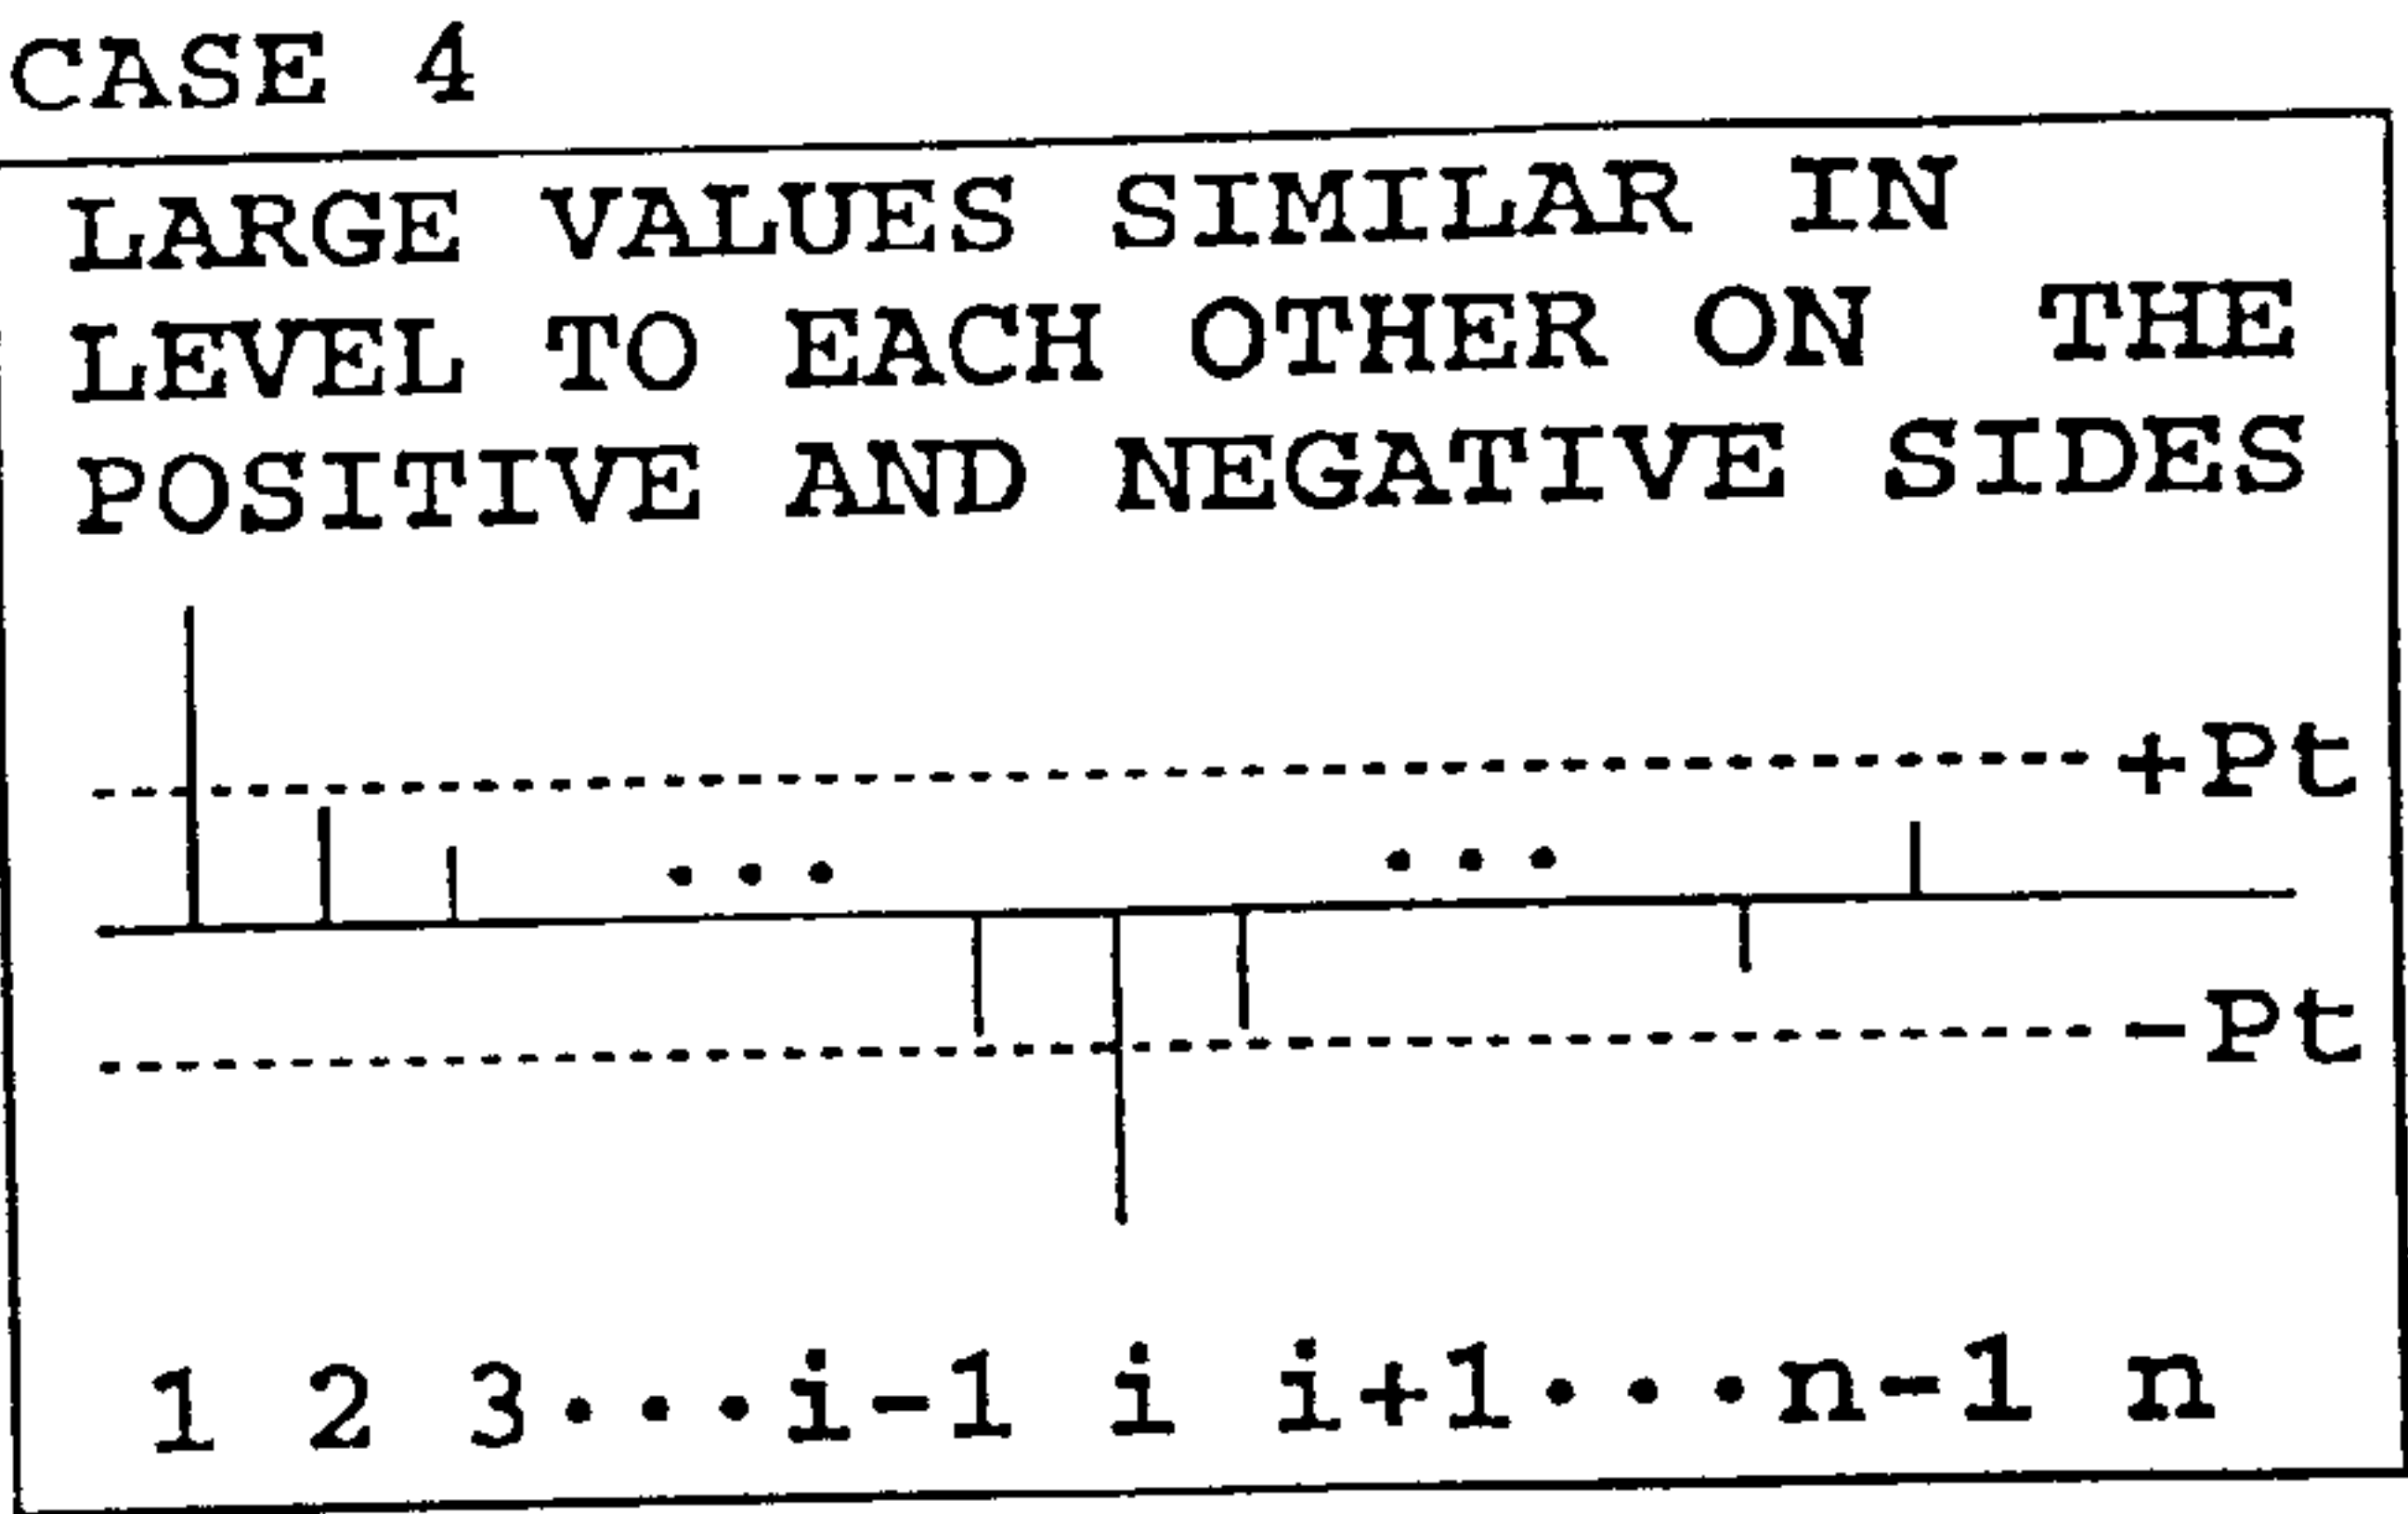 CASE 4
LARGE VALUES SIMILAR IN
LEVEL TO EACH OTHER ON THE
POSITIVE AND NEGATIVE SIDES
+Pt
-Pt
1 2 3···i-1 i i+1···n-1 n